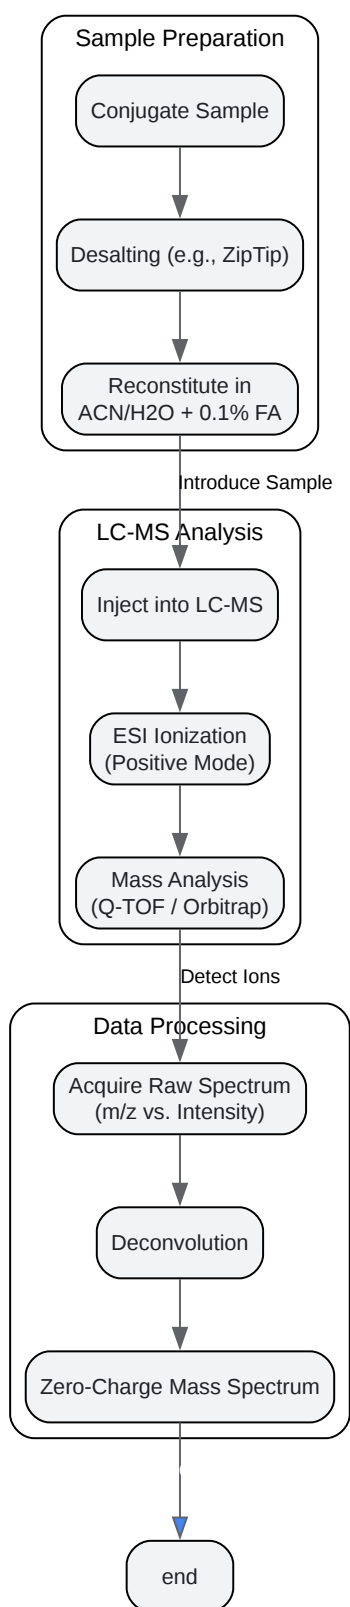 Sample Preparation
Conjugate Sample
Desalting (e.g., ZipTip)
Reconstitute in
ACN/H2O + 0.1% FA
Introduce Sample
LC-MS Analysis
Inject into LC-MS
ESI Ionization
(Positive Mode)
Mass Analysis
(Q-TOF / Orbitrap)
Detect Ions
Data Processing
Acquire Raw Spectrum
(m/z vs. Intensity)
Deconvolution
Zero-Charge Mass Spectrum
end